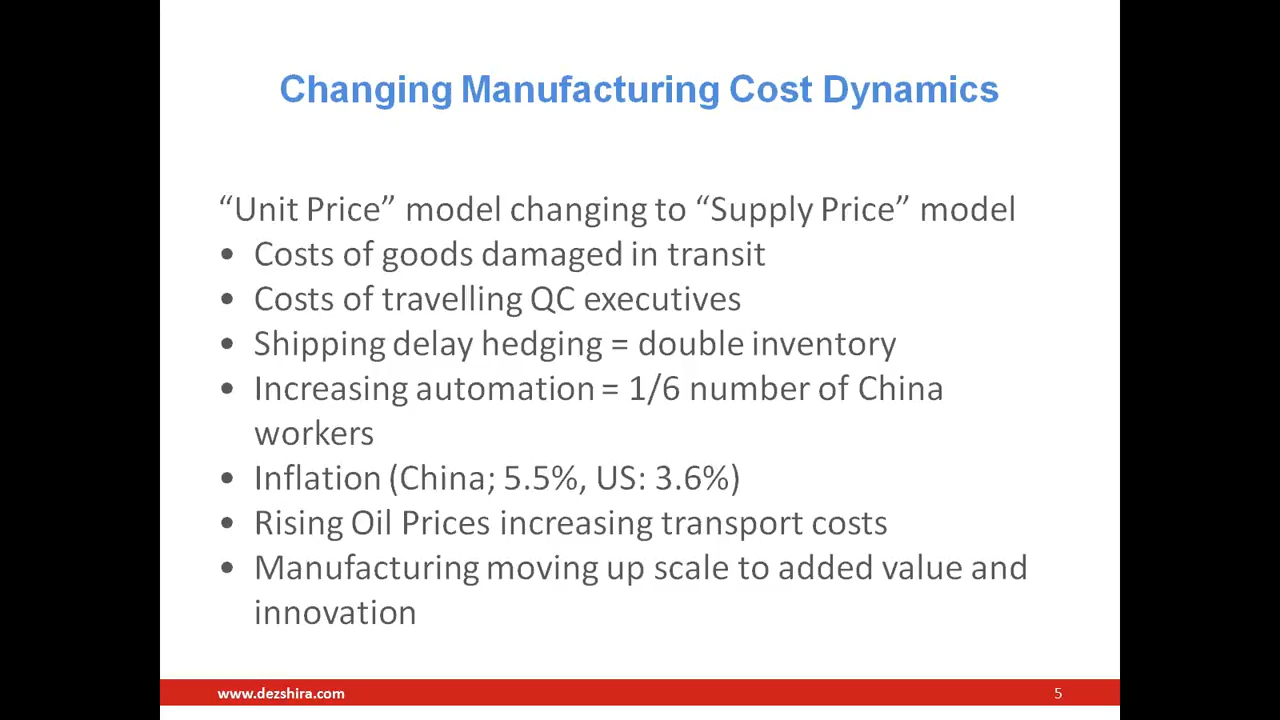 Changing Manufacturing Cost Dynamics
“Unit Price” model changing to “Supply Price” model
• Costs of goods damaged in transit
• Costs of travelling QC executives
• Shipping delay hedging = double inventory
• Increasing automation = 1/6 number of China
workers
• Inflation (China; 5.5%, US: 3.6%)
• Rising Oil Prices increasing transport costs
• Manufacturing moving up scale to added value and
innovation
www.dezshira.com
5